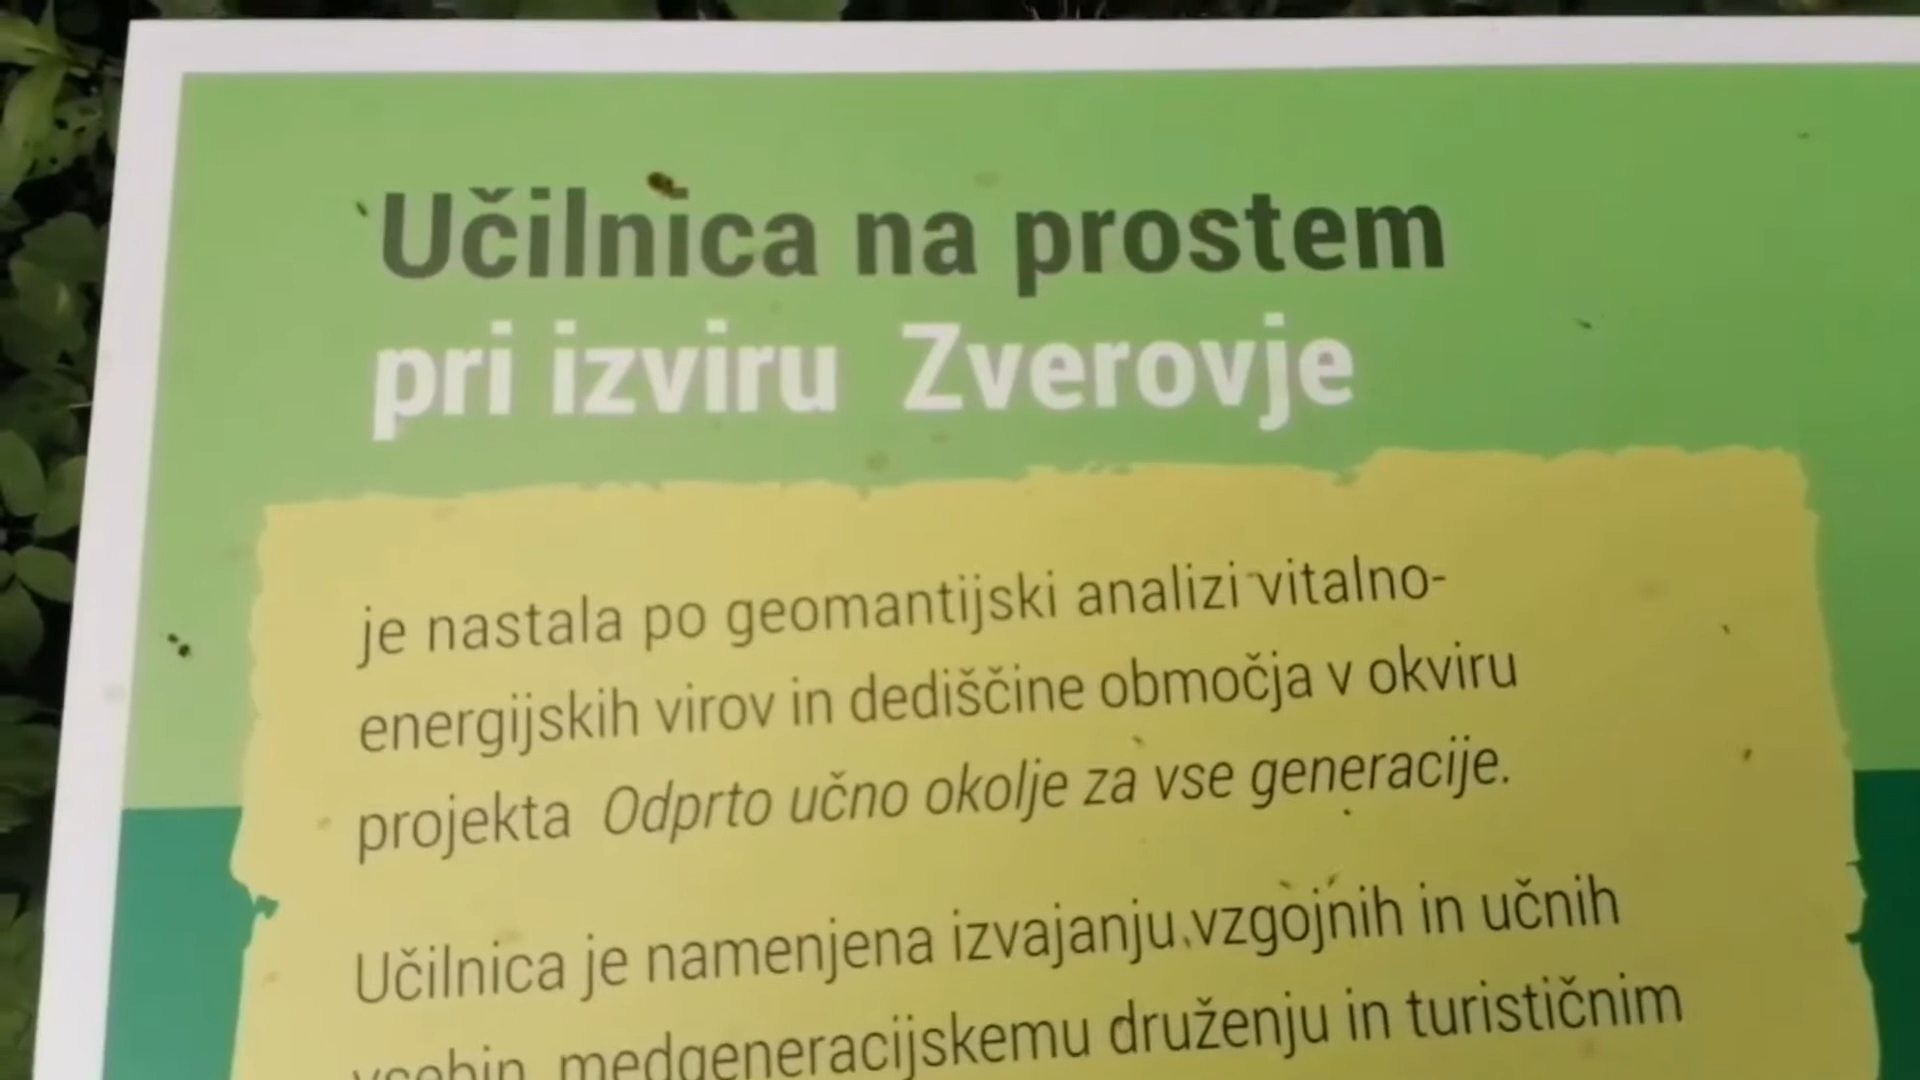 Učilnica na prostem
pri izviru Zverovje
je nastala po geomantijski analizi vitalno-
energijskih virov in dediščine območja v okviru
projekta Odprto učno okolje za vse generacije.
Učilnica je namenjena izvajanju vzgojnih in učnih
vsebin, medgeneracijskemu druženju in turističnim